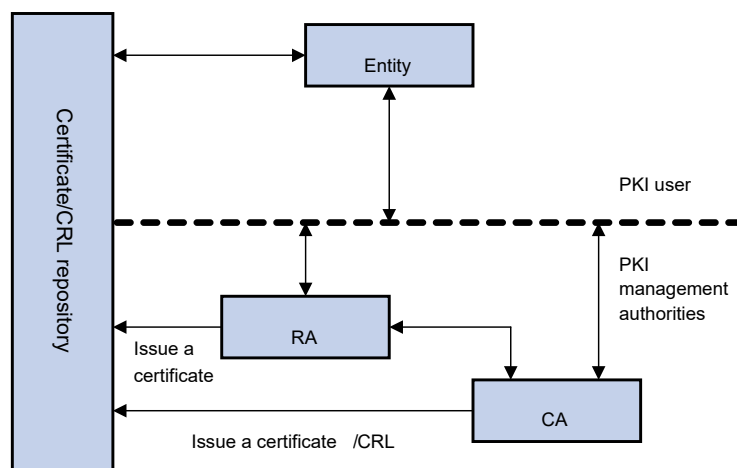 Certificate/CRL repository
Entity
PKI user
PKI
management
authorities
RA
Issue a
certificate
CA
Issue a certificate /CRL